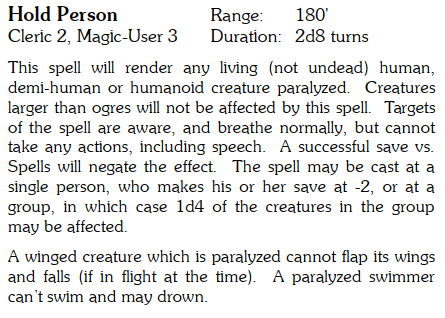 Hold Person Range: 180'
Cleric 2, Magic-User 3 Duration: 2d8 turns
This spell will render any living (not undead) human,
demi-human or humanoid creature paralyzed. Creatures
larger than ogres will not be affected by this spell. Targets
of the spell are aware, and breathe normally, but cannot
take any actions, including speech. A successful save vs.
Spells will negate the effect. The spell may be cast at a
single person, who makes his or her save at -2, or at a
group, in which case 1d4 of the creatures in the group
may be affected.
A winged creature which is paralyzed cannot flap its wings
and falls (if in flight at the time). A paralyzed swimmer
can't swim and may drown.